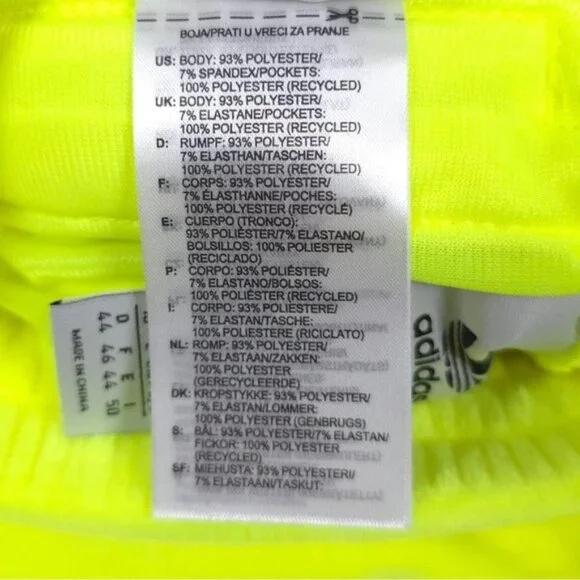 BOJA/PRATI U VRECI ZA PRANJE
US: BODY: 93% POLYESTER/
7% SPANDEX/POCKETS:
100% POLYESTER (RECYCLED)
UK: BODY: 93% POLYESTER/
7% ELASTANE/POCKETS:
100% POLYESTER (RECYCLED)
D: RUMPF: 93% POLYESTER/
7% ELASTHAN/TASCHEN:
100% POLYESTER (RECYCLED)
F: CORPS: 93% POLYESTER/
7% ÉLASTHANNE/POCHES:
100% POLYESTER (RECYCLÉ)
E: CUERPO (TRONCO):
93% POLIÉSTER/7% ELASTANO/
BOLSILLOS: 100% POLIESTER
(RECICLADO)
P: CORPO: 93% POLIÉSTER/
7% ELASTANO/BOLSOS:
100% POLIÉSTER (RECYCLED)
I: CORPO: 93% POLIESTERE/
7% ELASTAN/TASCHE:
100% POLIESTERE (RICICLATO)
NL: ROMP: 93% POLYESTER/
7% ELASTAAN/ZAKKEN:
100% POLYESTER
(GERECYCLEERDE)
DK: KROPSTYKKE: 93% POLYESTER/
7% ELASTAN/LOMMER:
100% POLYESTER (GENBRUGS)
S: BÅL: 93% POLYESTER/7% ELASTAN/
FICKOR: 100% POLYESTER
(RECYCLED)
SF: MIEHUSTA: 93% POLYESTERI/
7% ELASTAANI/TASKUT:
D F E I
44 46 44 50
MADE IN CHINA
adidas